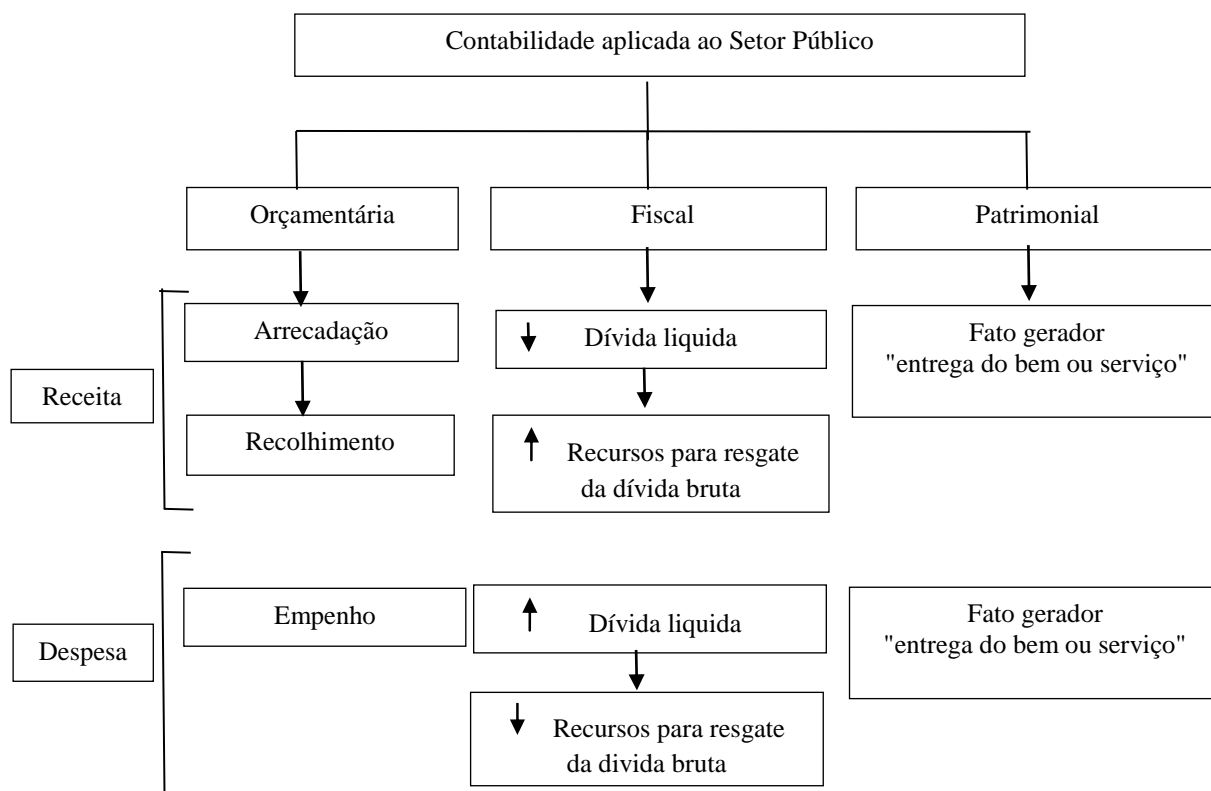 Contabilidade aplicada ao Setor Público
Orçamentária
Fiscal
Patrimonial
Receita
Arrecadação
Recolhimento
Dívida liquida
Recursos para resgate
da dívida bruta
Fato gerador
"entrega do bem ou serviço"
Despesa
Empenho
Dívida liquida
Recursos para resgate
da divida bruta
Fato gerador
"entrega do bem ou serviço"